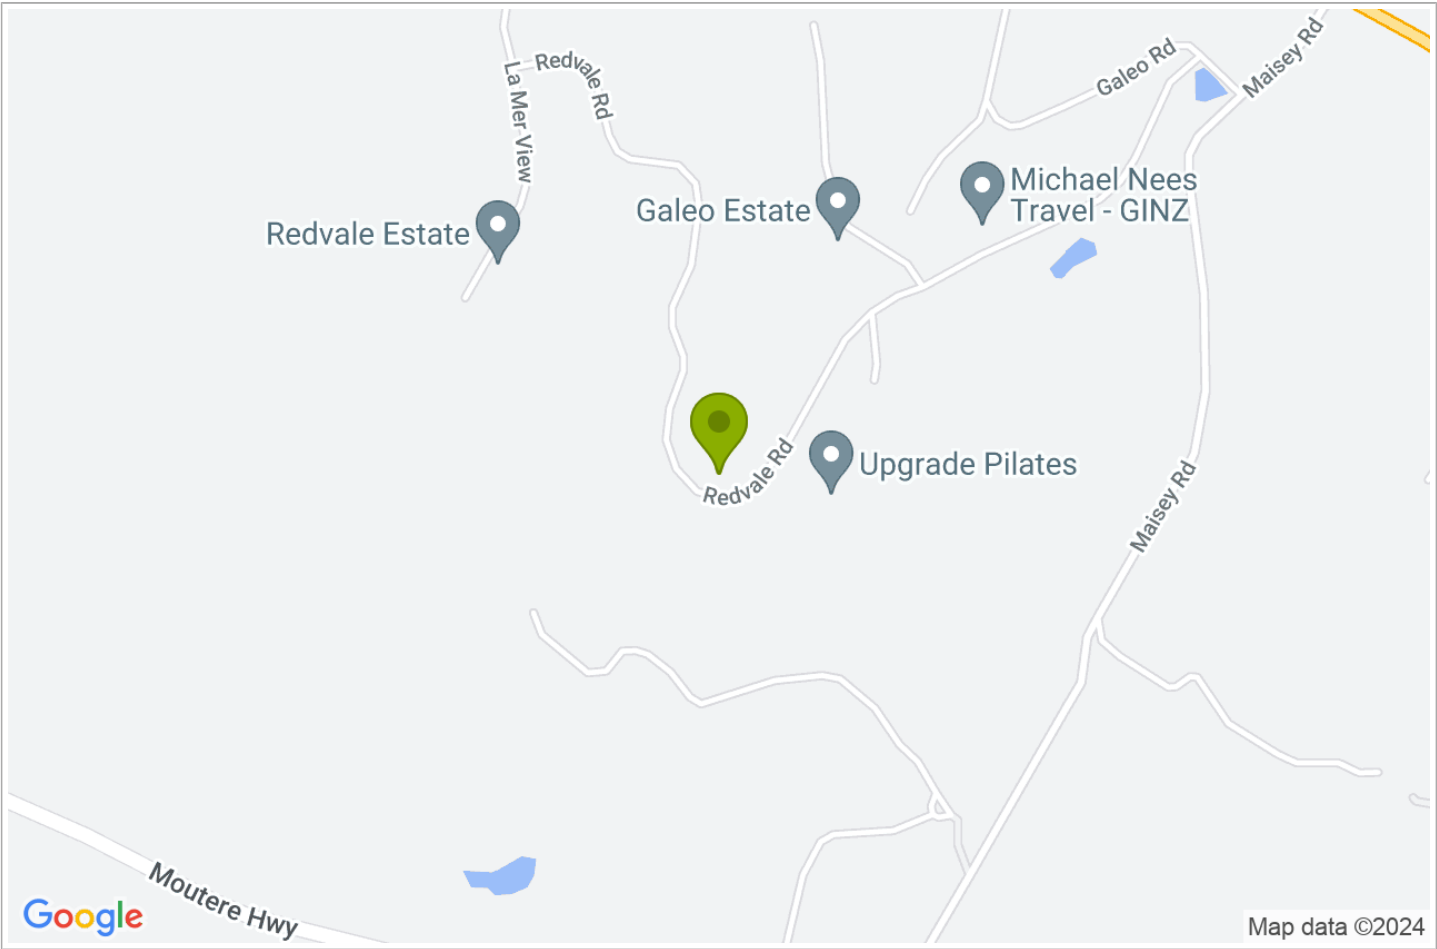 Redvale Rd
La Mer View
Galeo Rd
Maisey Rd
Michael Nees
Travel - GINZ
Galeo Estate
Redvale Estate
Redvale Rd
Upgrade Pilates
Maisey Rd
Moutere Hwy
Google
Map data ©2024